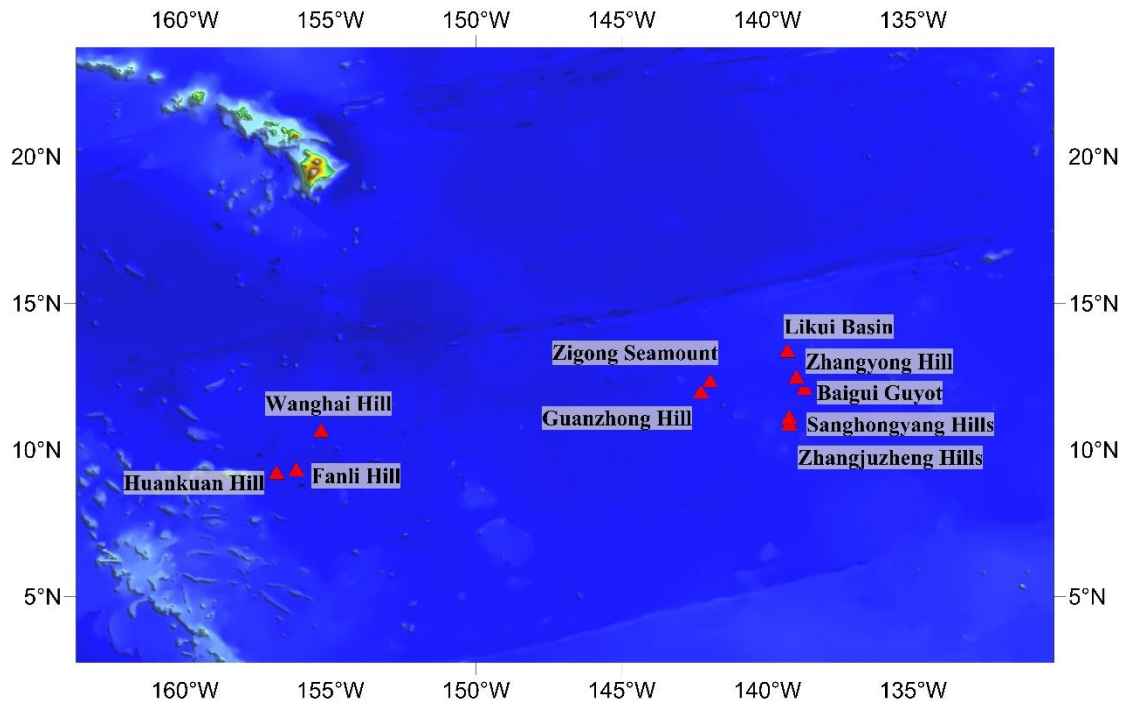 160°W 155°W 150°W 145°W 140°W 135°W
20°N 20°N
15°N 15°N
Likui Basin
Zigong Seamount
Zhangyong Hill
Baigui Guyot
Wanghai Hill
Guanzhong Hill
Sanghongyang Hills
10°N 10°N
Zhangjuzheng Hills
Huankuan Hill
Fanli Hill
5°N 5°N
160°W 155°W 150°W 145°W 140°W 135°W